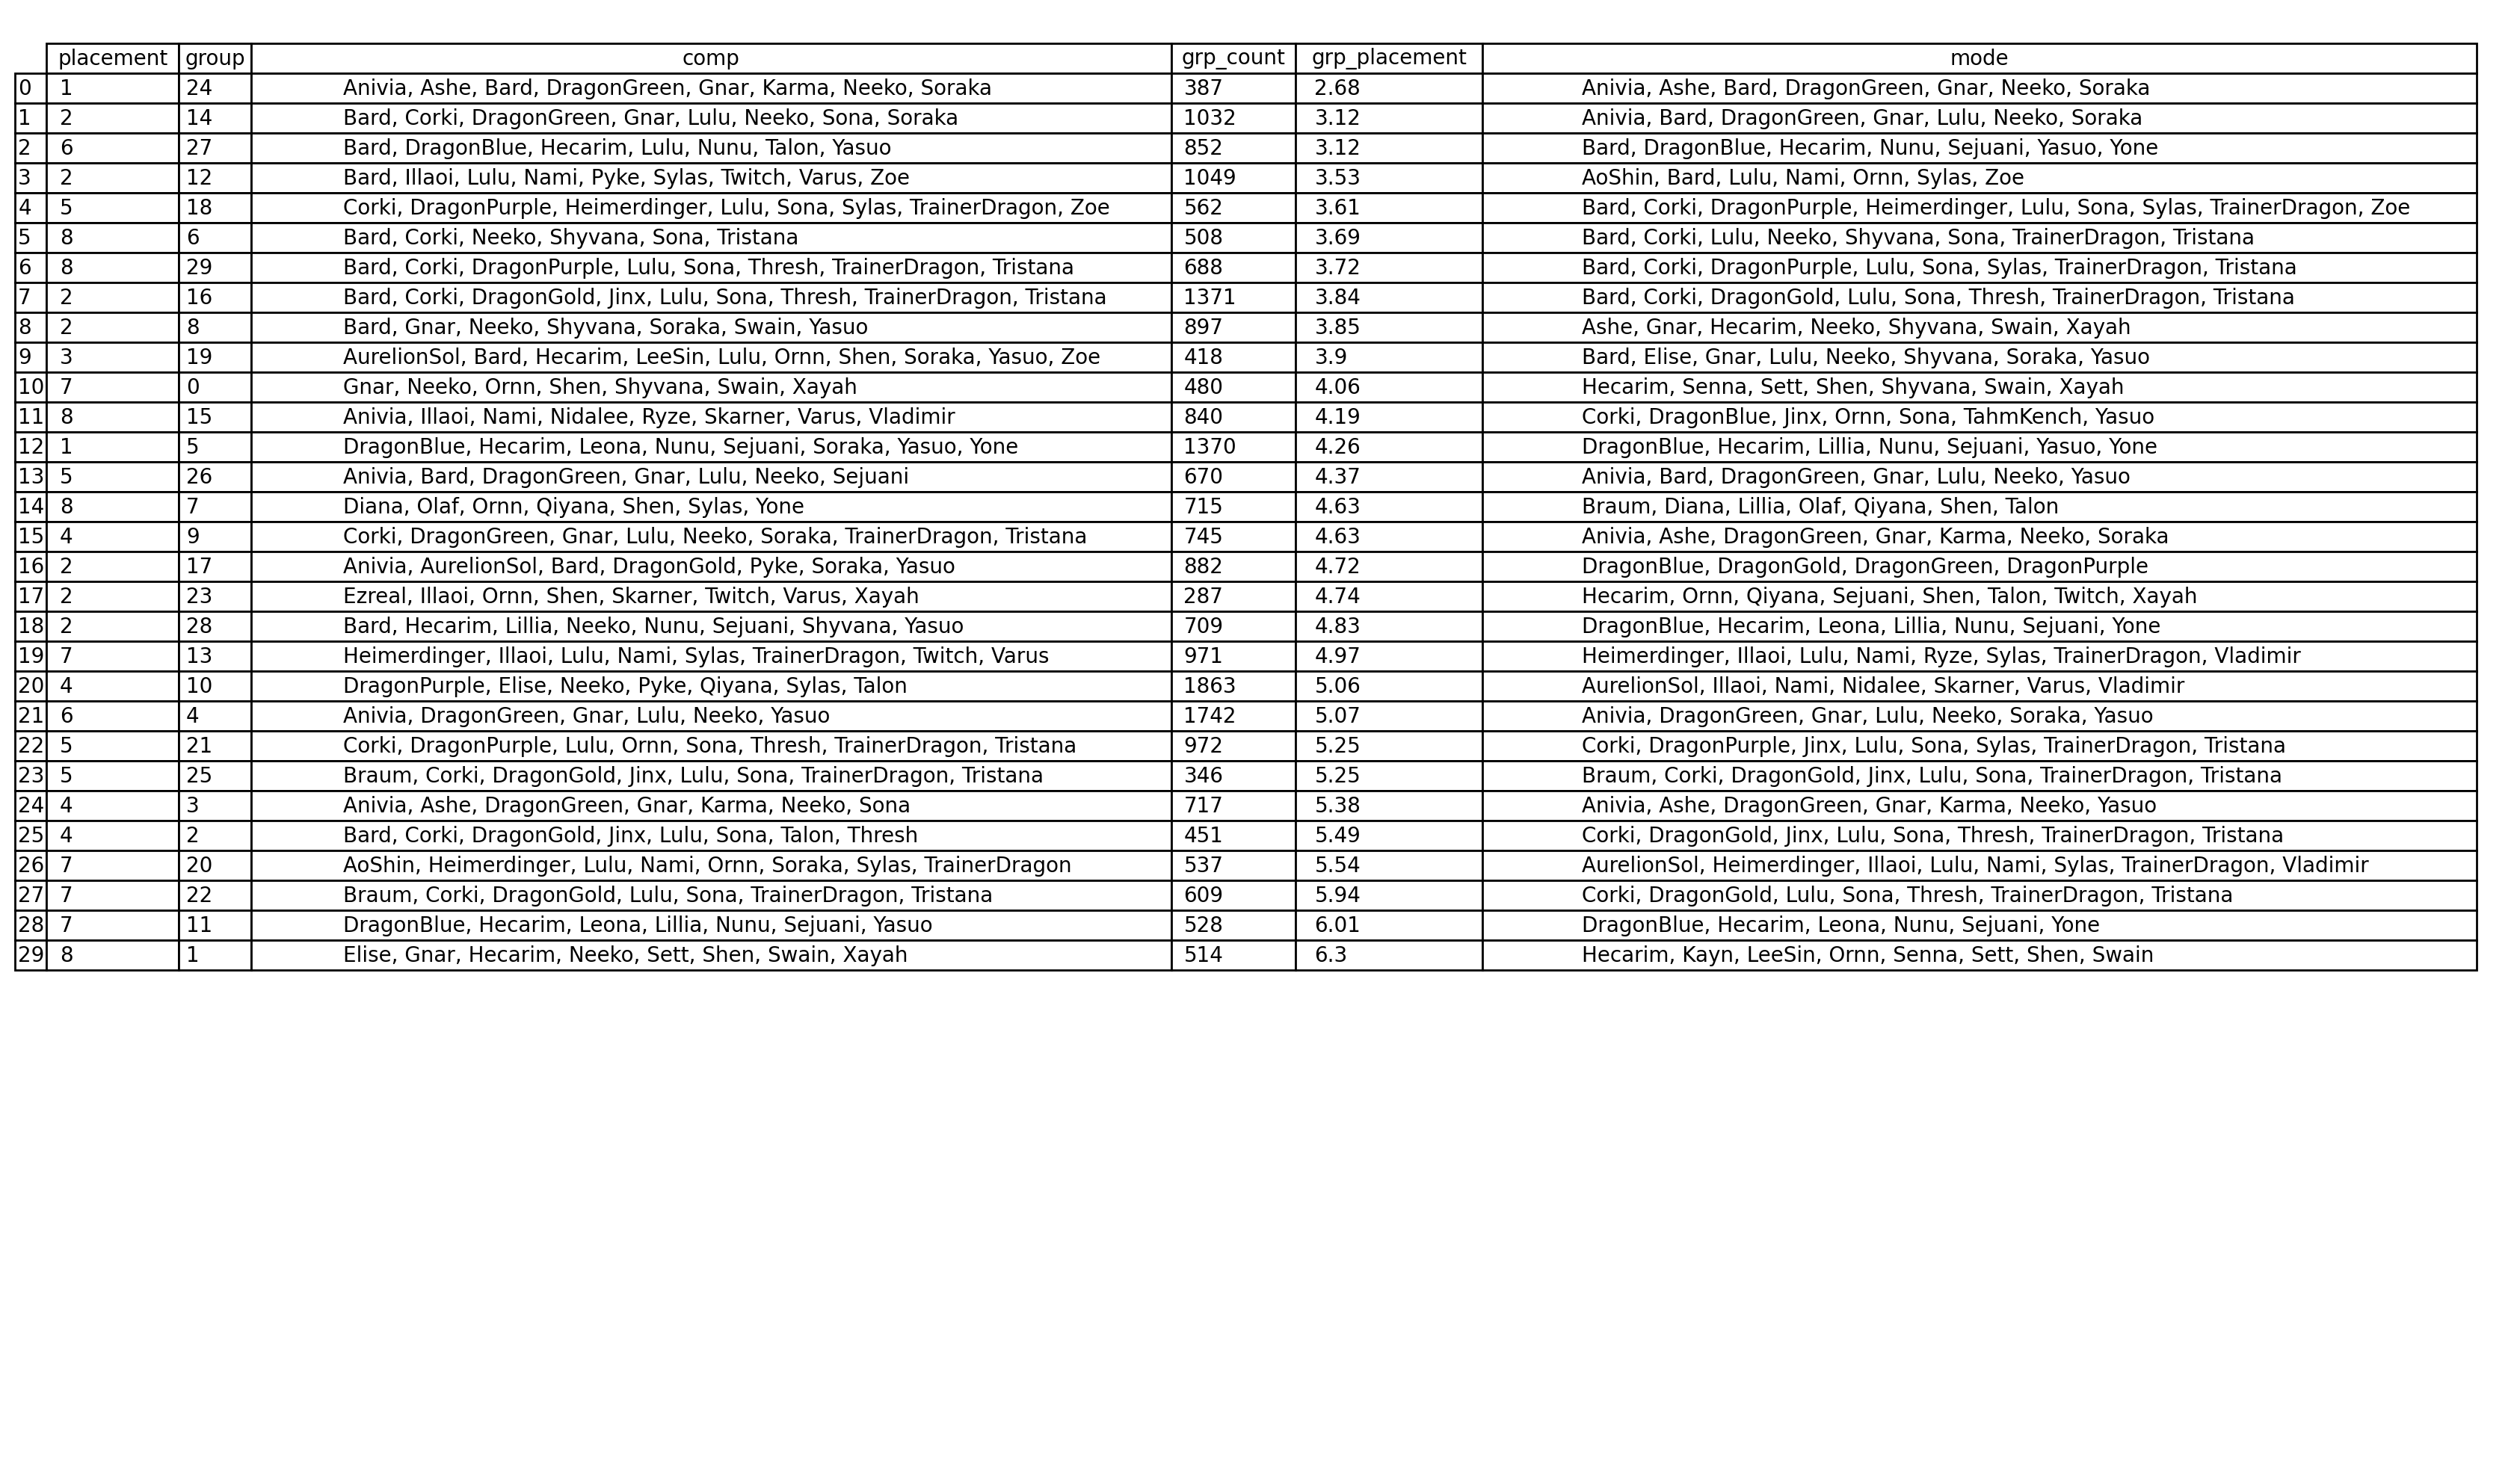 placement group comp grp_count grp_placement mode
0 1 24 Anivia, Ashe, Bard, DragonGreen, Gnar, Karma, Neeko, Soraka 387 2.68 Anivia, Ashe, Bard, DragonGreen, Gnar, Neeko, Soraka
1 2 14 Bard, Corki, DragonGreen, Gnar, Lulu, Neeko, Sona, Soraka 1032 3.12 Anivia, Bard, DragonGreen, Gnar, Lulu, Neeko, Soraka
2 6 27 Bard, DragonBlue, Hecarim, Lulu, Nunu, Talon, Yasuo 852 3.12 Bard, DragonBlue, Hecarim, Nunu, Sejuani, Yasuo, Yone
3 2 12 Bard, Illaoi, Lulu, Nami, Pyke, Sylas, Twitch, Varus, Zoe 1049 3.53 AoShin, Bard, Lulu, Nami, Ornn, Sylas, Zoe
4 5 18 Corki, DragonPurple, Heimerdinger, Lulu, Sona, Sylas, TrainerDragon, Zoe 562 3.61 Bard, Corki, DragonPurple, Heimerdinger, Lulu, Sona, Sylas, TrainerDragon, Zoe
5 8 6 Bard, Corki, Neeko, Shyvana, Sona, Tristana 508 3.69 Bard, Corki, Lulu, Neeko, Shyvana, Sona, TrainerDragon, Tristana
6 8 29 Bard, Corki, DragonPurple, Lulu, Sona, Thresh, TrainerDragon, Tristana 688 3.72 Bard, Corki, DragonPurple, Lulu, Sona, Sylas, TrainerDragon, Tristana
7 2 16 Bard, Corki, DragonGold, Jinx, Lulu, Sona, Thresh, TrainerDragon, Tristana 1371 3.84 Bard, Corki, DragonGold, Lulu, Sona, Thresh, TrainerDragon, Tristana
8 2 8 Bard, Gnar, Neeko, Shyvana, Soraka, Swain, Yasuo 897 3.85 Ashe, Gnar, Hecarim, Neeko, Shyvana, Swain, Xayah
9 3 19 AurelionSol, Bard, Hecarim, LeeSin, Lulu, Ornn, Shen, Soraka, Yasuo, Zoe 418 3.9 Bard, Elise, Gnar, Lulu, Neeko, Shyvana, Soraka, Yasuo
10 7 0 Gnar, Neeko, Ornn, Shen, Shyvana, Swain, Xayah 480 4.06 Hecarim, Senna, Sett, Shen, Shyvana, Swain, Xayah
11 8 15 Anivia, Illaoi, Nami, Nidalee, Ryze, Skarner, Varus, Vladimir 840 4.19 Corki, DragonBlue, Jinx, Ornn, Sona, TahmKench, Yasuo
12 1 5 DragonBlue, Hecarim, Leona, Nunu, Sejuani, Soraka, Yasuo, Yone 1370 4.26 DragonBlue, Hecarim, Lillia, Nunu, Sejuani, Yasuo, Yone
13 5 26 Anivia, Bard, DragonGreen, Gnar, Lulu, Neeko, Sejuani 670 4.37 Anivia, Bard, DragonGreen, Gnar, Lulu, Neeko, Yasuo
14 8 7 Diana, Olaf, Ornn, Qiyana, Shen, Sylas, Yone 715 4.63 Braum, Diana, Lillia, Olaf, Qiyana, Shen, Talon
15 4 9 Corki, DragonGreen, Gnar, Lulu, Neeko, Soraka, TrainerDragon, Tristana 745 4.63 Anivia, Ashe, DragonGreen, Gnar, Karma, Neeko, Soraka
16 2 17 Anivia, AurelionSol, Bard, DragonGold, Pyke, Soraka, Yasuo 882 4.72 DragonBlue, DragonGold, DragonGreen, DragonPurple
17 2 23 Ezreal, Illaoi, Ornn, Shen, Skarner, Twitch, Varus, Xayah 287 4.74 Hecarim, Ornn, Qiyana, Sejuani, Shen, Talon, Twitch, Xayah
18 2 28 Bard, Hecarim, Lillia, Neeko, Nunu, Sejuani, Shyvana, Yasuo 709 4.83 DragonBlue, Hecarim, Leona, Lillia, Nunu, Sejuani, Yone
19 7 13 Heimerdinger, Illaoi, Lulu, Nami, Sylas, TrainerDragon, Twitch, Varus 971 4.97 Heimerdinger, Illaoi, Lulu, Nami, Ryze, Sylas, TrainerDragon, Vladimir
20 4 10 DragonPurple, Elise, Neeko, Pyke, Qiyana, Sylas, Talon 1863 5.06 AurelionSol, Illaoi, Nami, Nidalee, Skarner, Varus, Vladimir
21 6 4 Anivia, DragonGreen, Gnar, Lulu, Neeko, Yasuo 1742 5.07 Anivia, DragonGreen, Gnar, Lulu, Neeko, Soraka, Yasuo
22 5 21 Corki, DragonPurple, Lulu, Ornn, Sona, Thresh, TrainerDragon, Tristana 972 5.25 Corki, DragonPurple, Jinx, Lulu, Sona, Sylas, TrainerDragon, Tristana
23 5 25 Braum, Corki, DragonGold, Jinx, Lulu, Sona, TrainerDragon, Tristana 346 5.25 Braum, Corki, DragonGold, Jinx, Lulu, Sona, TrainerDragon, Tristana
24 4 3 Anivia, Ashe, DragonGreen, Gnar, Karma, Neeko, Sona 717 5.38 Anivia, Ashe, DragonGreen, Gnar, Karma, Neeko, Yasuo
25 4 2 Bard, Corki, DragonGold, Jinx, Lulu, Sona, Talon, Thresh 451 5.49 Corki, DragonGold, Jinx, Lulu, Sona, Thresh, TrainerDragon, Tristana
26 7 20 AoShin, Heimerdinger, Lulu, Nami, Ornn, Soraka, Sylas, TrainerDragon 537 5.54 AurelionSol, Heimerdinger, Illaoi, Lulu, Nami, Sylas, TrainerDragon, Vladimir
27 7 22 Braum, Corki, DragonGold, Lulu, Sona, TrainerDragon, Tristana 609 5.94 Corki, DragonGold, Lulu, Sona, Thresh, TrainerDragon, Tristana
28 7 11 DragonBlue, Hecarim, Leona, Lillia, Nunu, Sejuani, Yasuo 528 6.01 DragonBlue, Hecarim, Leona, Nunu, Sejuani, Yone
29 8 1 Elise, Gnar, Hecarim, Neeko, Sett, Shen, Swain, Xayah 514 6.3 Hecarim, Kayn, LeeSin, Ornn, Senna, Sett, Shen, Swain